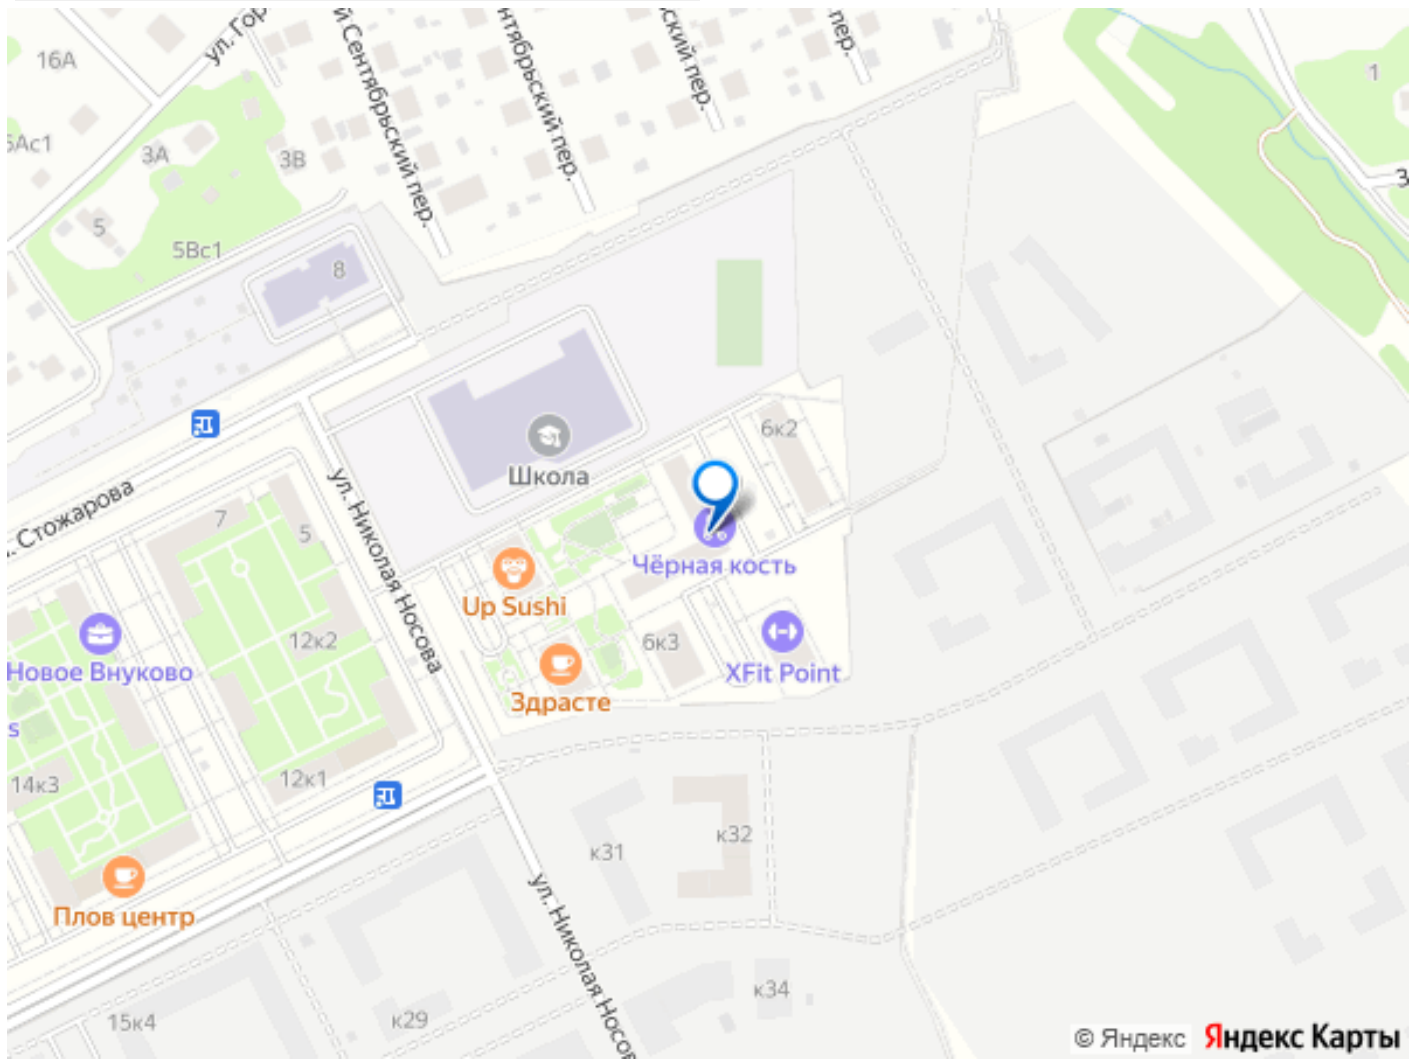 16А
ул. Гор
й Сентябрьский пер.
нтябрьский пер.
ский пер.
пер.
1
5Ас1
3А
3В
3
5
5Вс1
8
6к2
Школа
ул. Николая Носова
. Стожарова
7
5
Чёрная кость
Up Sushi
12к2
6к3
Новое Внуково
XFit Point
Здрасте
s
14к3
12к1
к32
к31
Плов центр
ул. Николая Носов
к34
15к4
к29
© Яндекс Яндекс Карты